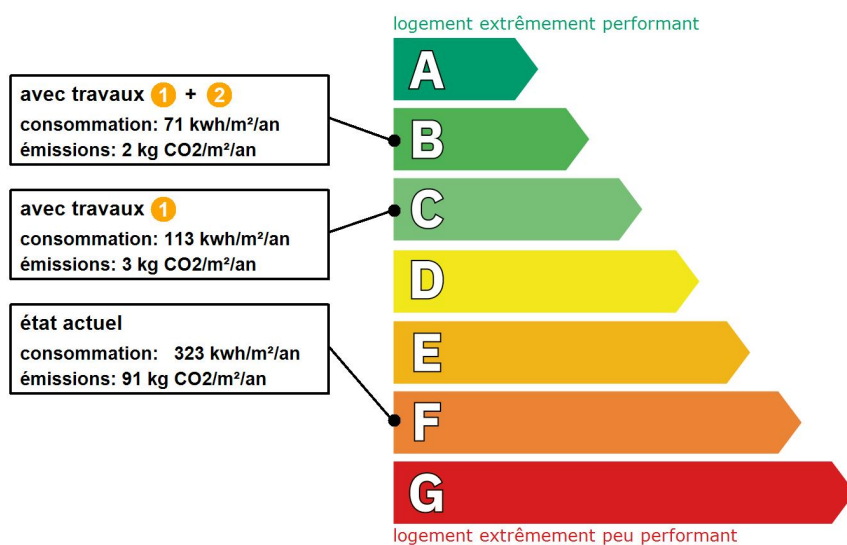 logement extrêmement performant
A
avec travaux 1 + 2
consommation: 71 kwh/m²/an
émissions: 2 kg CO2/m²/an
B
avec travaux 1
consommation: 113 kwh/m²/an
émissions: 3 kg CO2/m²/an
C
D
état actuel
consommation: 323 kwh/m²/an
émissions: 91 kg CO2/m²/an
E
F
G
logement extrêmement peu performant